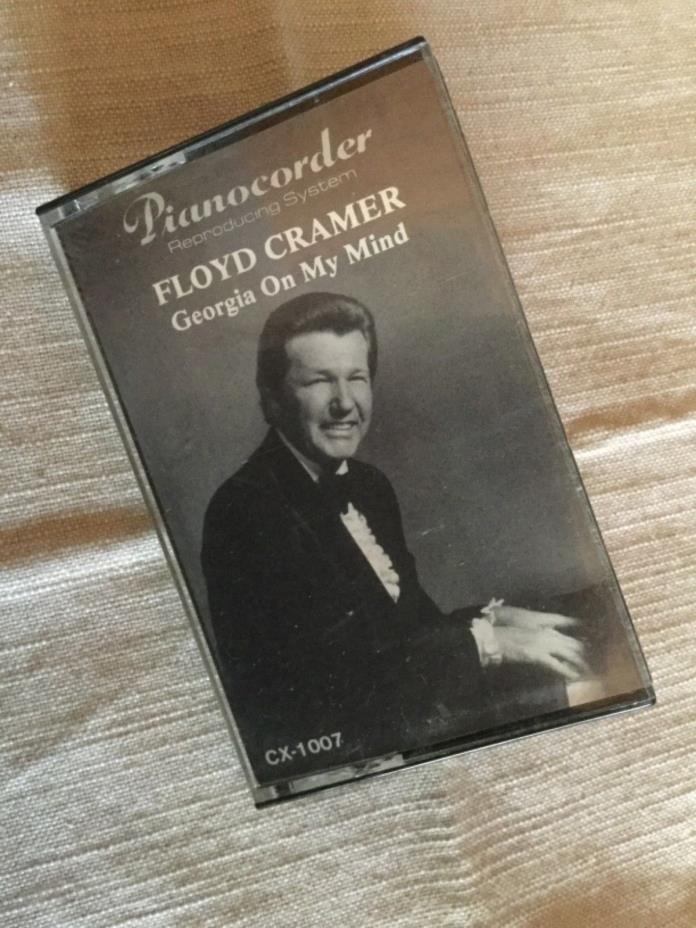 Pianocorder
Reproducing System
FLOYD CRAMER
Georgia On My Mind
CX-1007